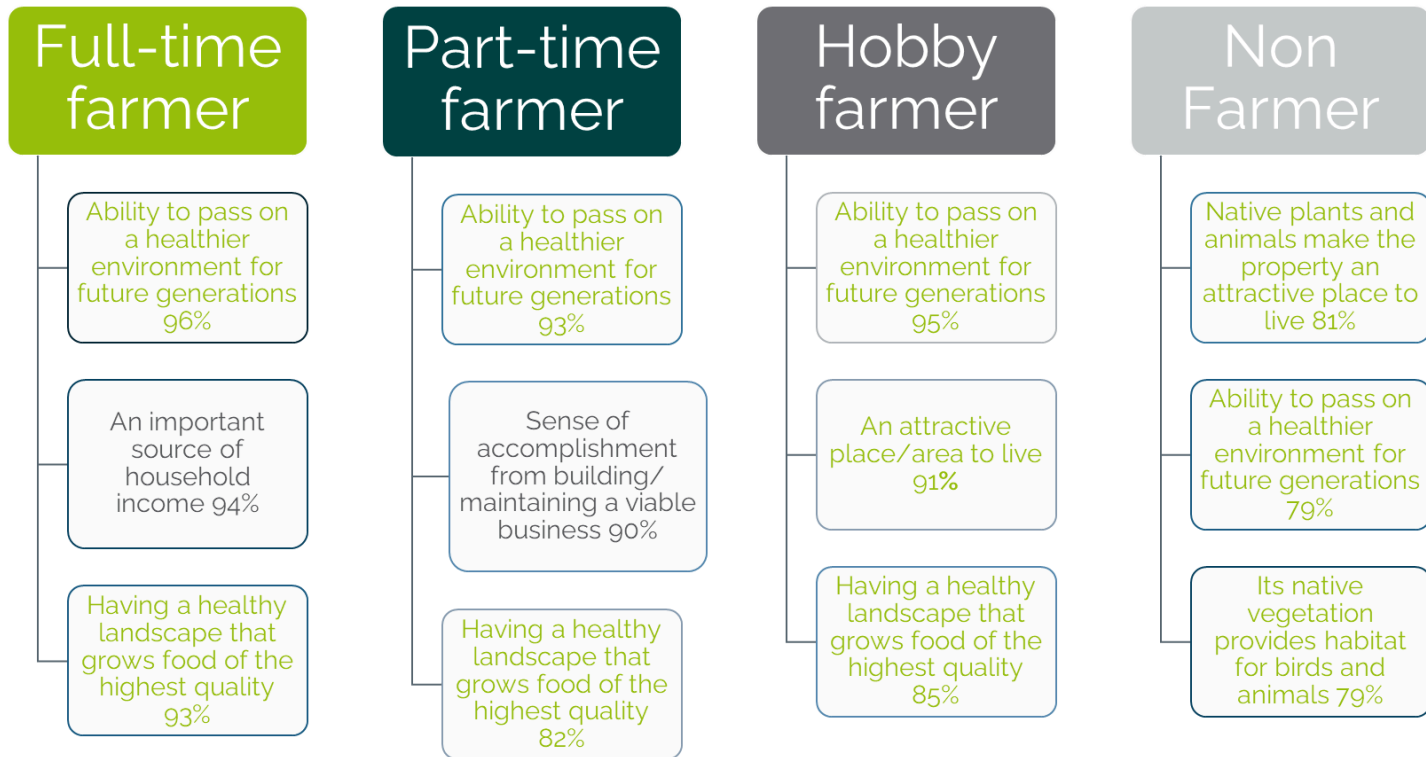 Full-time
farmer
Ability to pass on
a healthier
environment for
future generations
96%
An important
source of
household
income 94%
Having a healthy
landscape that
grows food of the
highest quality
93%
Part-time
farmer
Ability to pass on
a healthier
environment for
future generations
93%
Sense of
accomplishment
from building/
maintaining a viable
business 90%
Having a healthy
landscape that
grows food of the
highest quality
82%
Hobby
farmer
Ability to pass on
a healthier
environment for
future generations
95%
An attractive
place/area to live
91%
Having a healthy
landscape that
grows food of the
highest quality
85%
Non
Farmer
Native plants and
animals make the
property an
attractive place to
live 81%
Ability to pass on
a healthier
environment for
future generations
79%
Its native
vegetation
provides habitat
for birds and
animals 79%